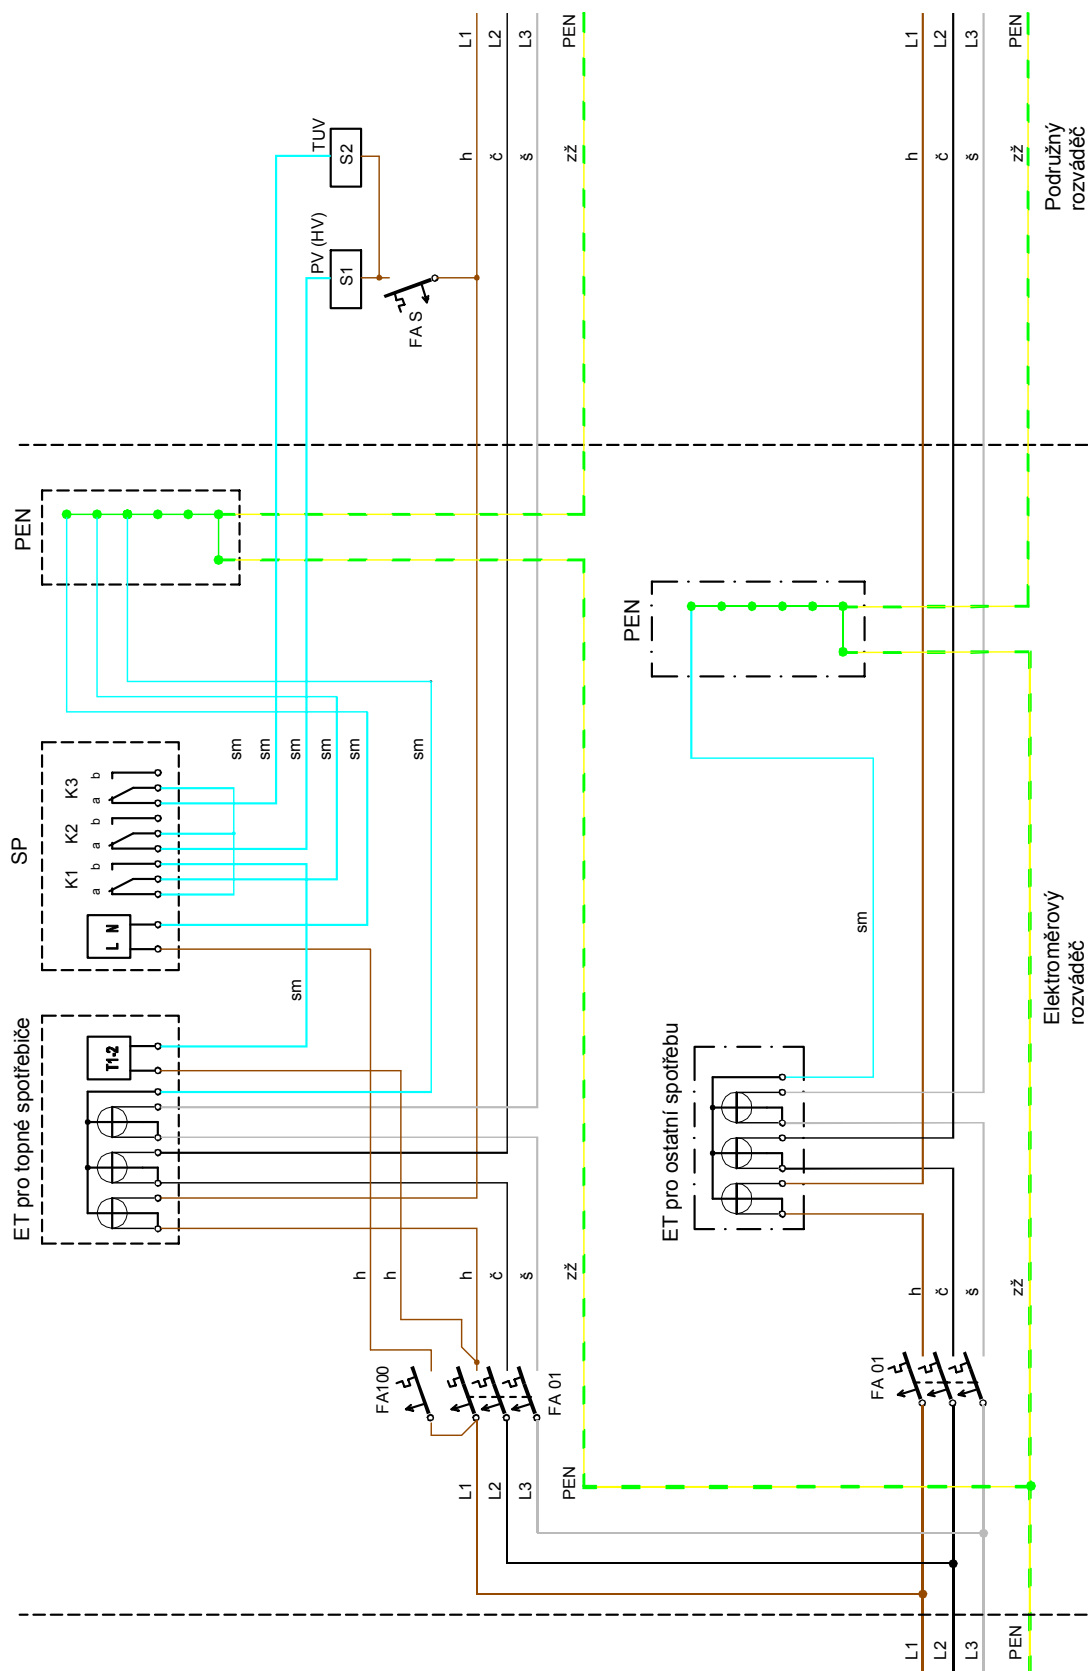 L1
L2
L3
PEN
L1
L2
L3
PEN
TUV
S2
h
č
š
zž
h
č
š
zž
Podružný
rozváděč
PV (HV)
S1
FA S
PEN
PEN
SP
K1
K2
K3
a
b
a
b
a
b
L N
sm
sm
sm
sm
sm
sm
sm
sm
Elektroměrový
rozváděč
ET pro topné spotřebiče
T1-2
ET pro ostatní spotřebu
h
h
h
č
š
zž
h
č
š
zž
FA100
FA 01
FA 01
L1
L2
L3
PEN
L1
L2
L3
PEN